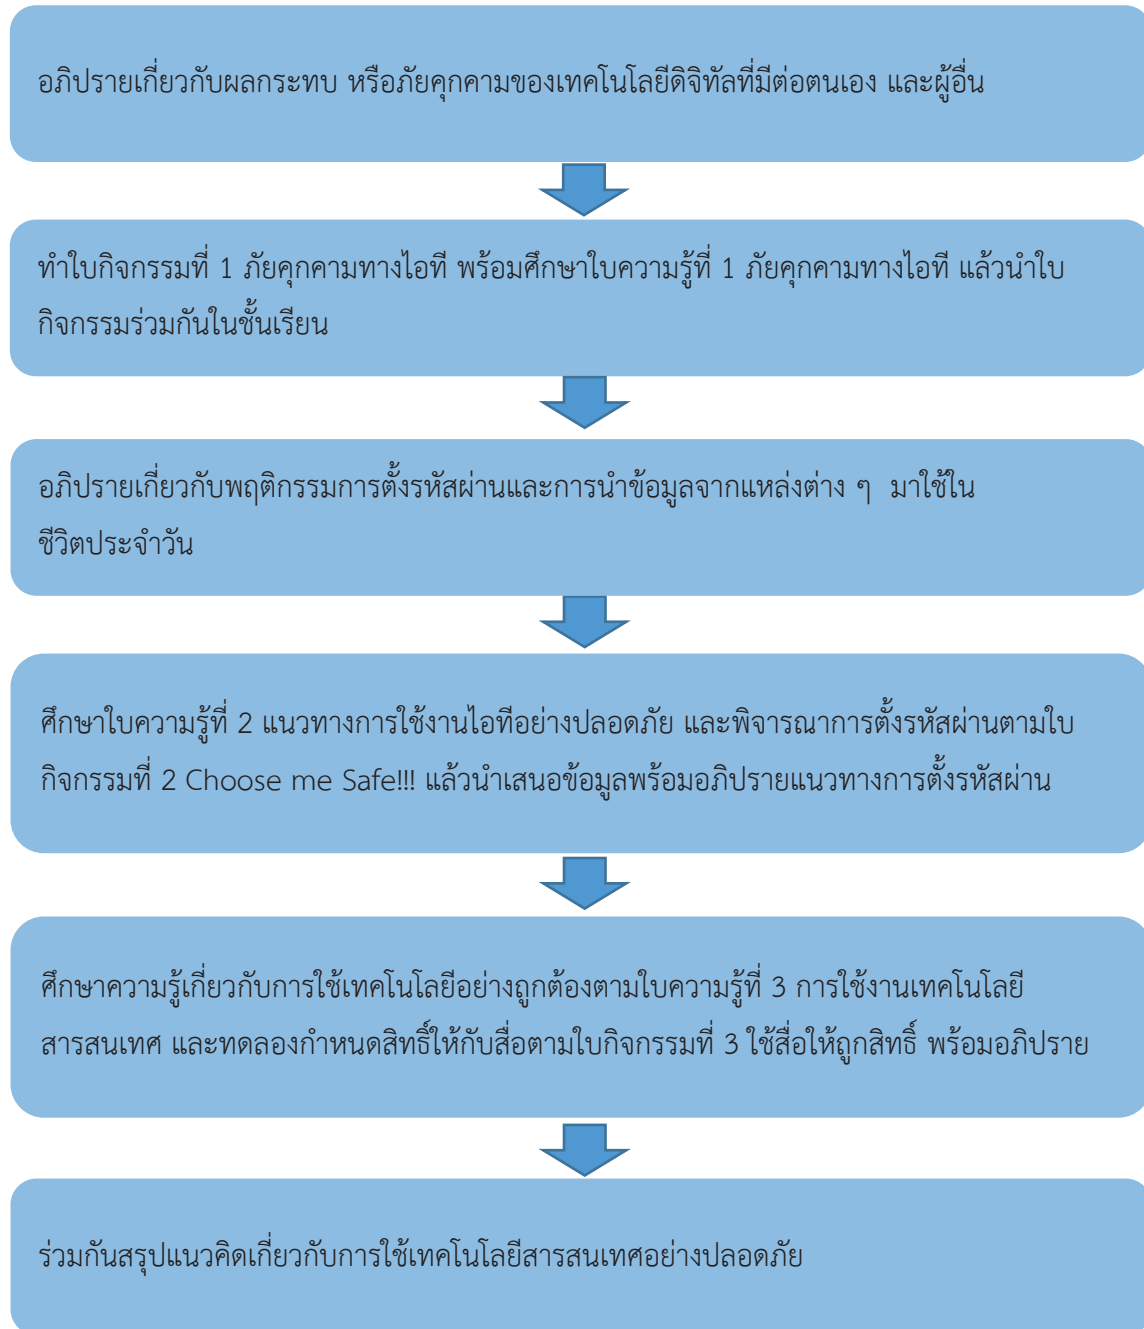 อภิปรายเกี่ยวกับผลกระทบ หรือภัยคุกคามของเทคโนโลยีดิจิทัลที่มีต่อตนเอง และผู้อื่น
ทำใบกิจกรรมที่ 1 ภัยคุกคามทางไอที พร้อมศึกษาใบความรู้ที่ 1 ภัยคุกคามทางไอที แล้วนำใบ
กิจกรรมร่วมกันในชั้นเรียน
อภิปรายเกี่ยวกับพฤติกรรมการตั้งรหัสผ่านและการนำข้อมูลจากแหล่งต่าง ๆ มาใช้ใน
ชีวิตประจำวัน
ศึกษาใบความรู้ที่ 2 แนวทางการใช้งานไอทีอย่างปลอดภัย และพิจารณาการตั้งรหัสผ่านตามใบ
กิจกรรมที่ 2 Choose me Safe!!! แล้วนำเสนอข้อมูลพร้อมอภิปรายแนวทางการตั้งรหัสผ่าน
ศึกษาความรู้เกี่ยวกับการใช้เทคโนโลยีอย่างถูกต้องตามใบความรู้ที่ 3 การใช้งานเทคโนโลยี
สารสนเทศ และทดลองกำหนดสิทธิ์ให้กับสื่อตามใบกิจกรรมที่ 3 ใช้สื่อให้ถูกสิทธิ์ พร้อมอภิปราย
ร่วมกันสรุปแนวคิดเกี่ยวกับการใช้เทคโนโลยีสารสนเทศอย่างปลอดภัย